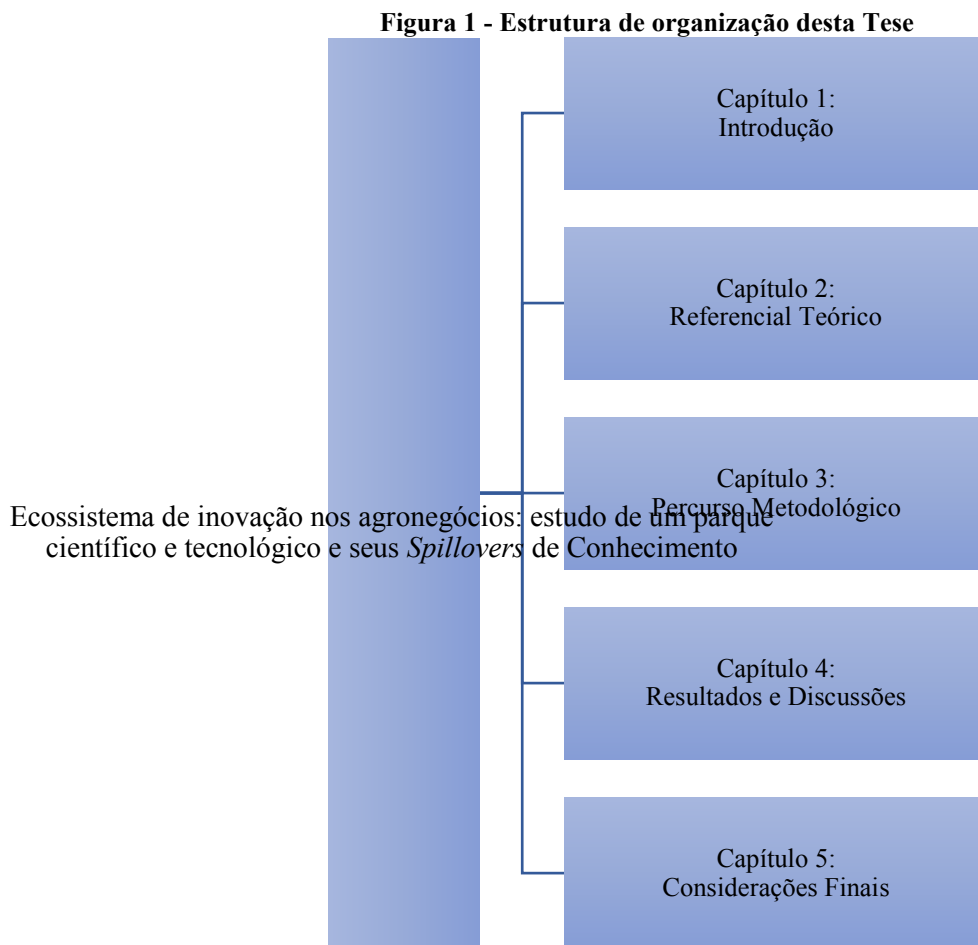 Figura 1 - Estrutura de organização desta Tese
Ecossistema de inovação nos agronegócios: estudo de um parque
científico e tecnológico e seus Spillovers de Conhecimento
Capítulo 1:
Introdução
Capítulo 2:
Referencial Teórico
Capítulo 3:
Percurso Metodológico
Capítulo 4:
Resultados e Discussões
Capítulo 5:
Considerações Finais